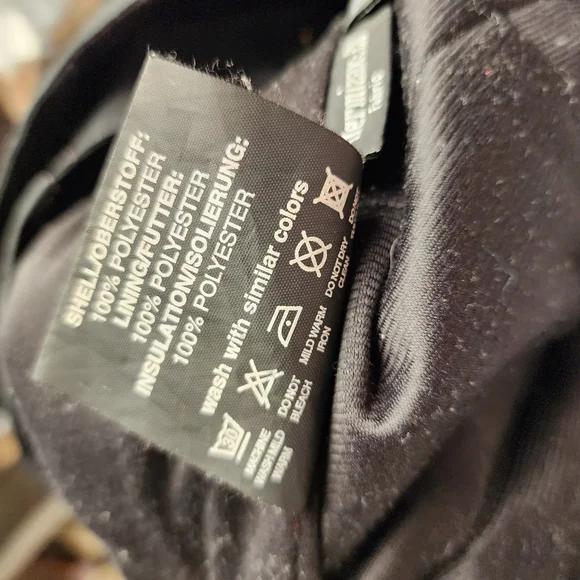 SHELL/OBERSTOFF:
100% POLYESTER
LINING/FUTTER:
100% POLYESTER
INSULATION/ISOLIERUNG:
100% POLYESTER
wash with similar colors
30
MACHINE
WASH MILD
DO NOT
BLEACH
MILD WARM
IRON
DO NOT DRY
CLEAN